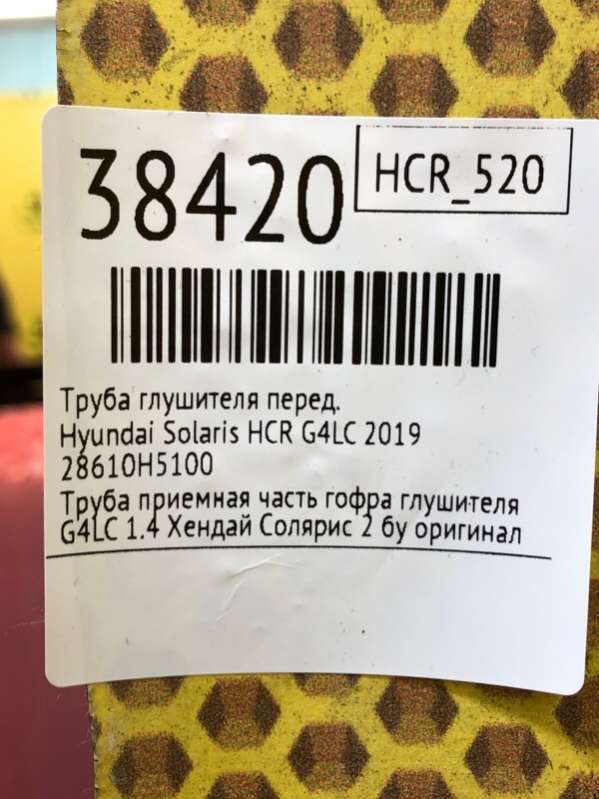 38420
HCR_520
Труба глушителя перед.
Hyundai Solaris HCR G4LC 2019
28610H5100
Труба приемная часть гофра глушителя
G4LC 1.4 Хендай Солярис 2 бу оригинал